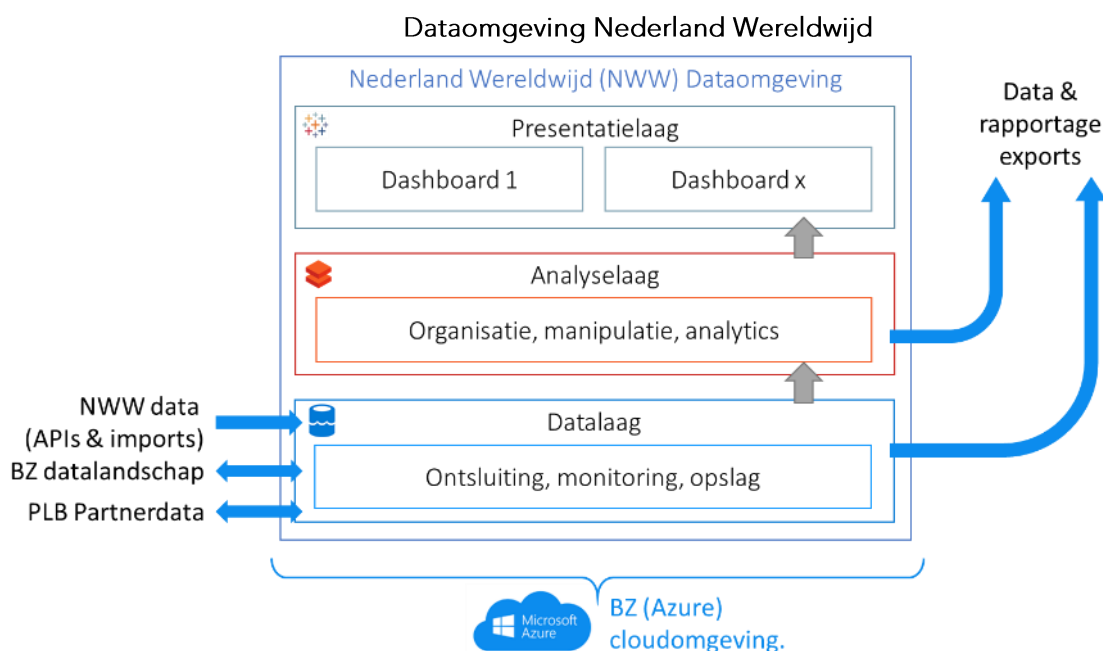 Dataomgeving Nederland Wereldwijd
Nederland Wereldwijd (NWW) Dataomgeving
Presentatielaag
Dashboard 1
Dashboard x
Data &
rapportage
exports
Analyselaag
Organisatie, manipulatie, analytics
NWW data
(APIs & imports)
BZ datalandschap
PLB Partnerdata
Datalaag
Ontsluiting, monitoring, opslag
Microsoft
Azure
BZ (Azure)
cloudomgeving.